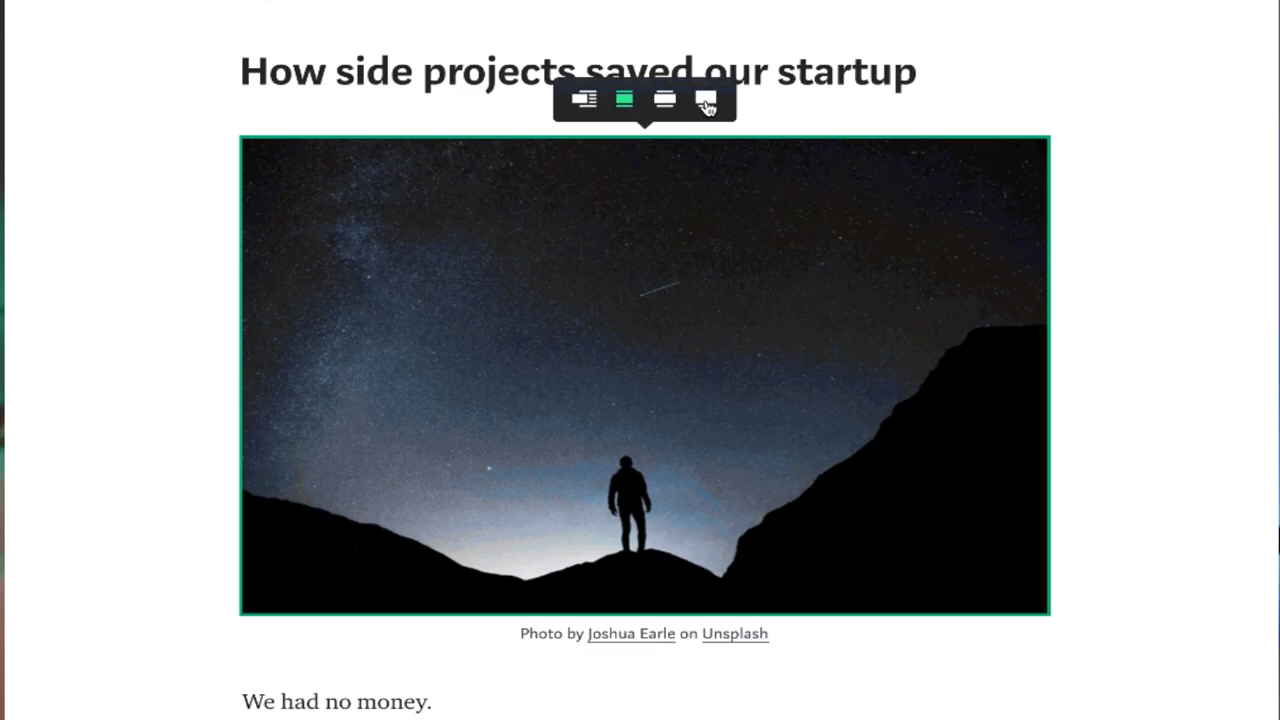 How side projects saved our startup
Photo by Joshua Earle on Unsplash
We had no money.